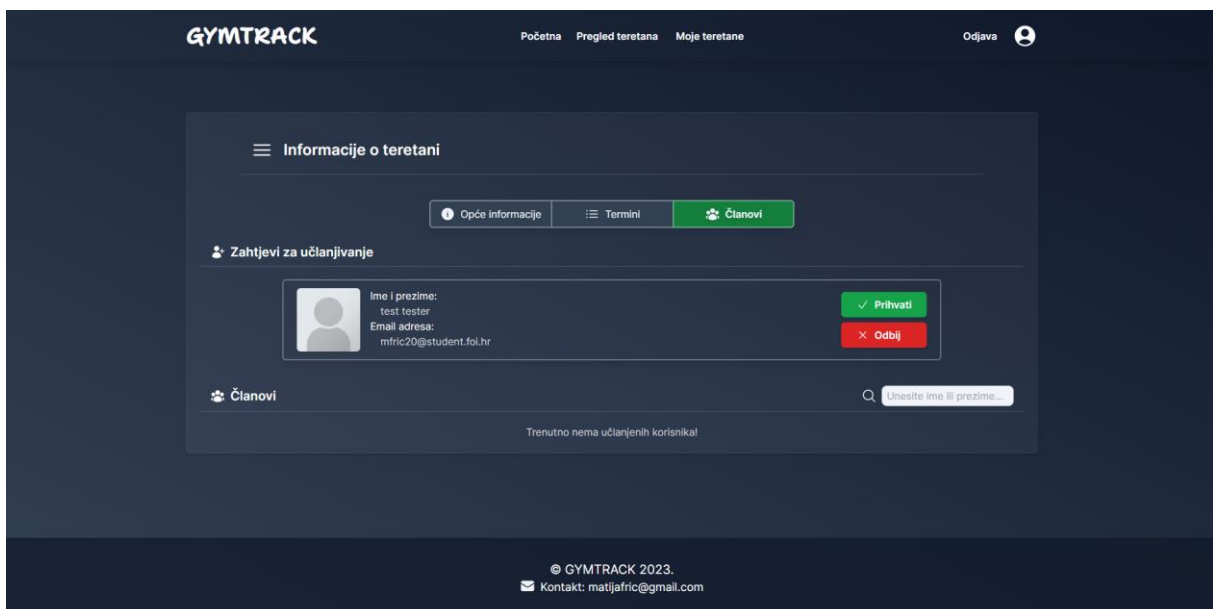 GYMTRACK
Početna Pregled teretana Moje teretane
Odjava
Informacije o teretani
Opće informacije
Termini
Članovi
Zahtjevi za učlanjivanje
Ime i prezime:
test tester
Email adresa:
mfric20@student.foi.hr
Prihvati
Odbij
Članovi
Unesite ime ili prezime...
Trenutno nema učlanjenih korisnika!
© GYMTRACK 2023.
Kontakt: matijafric@gmail.com